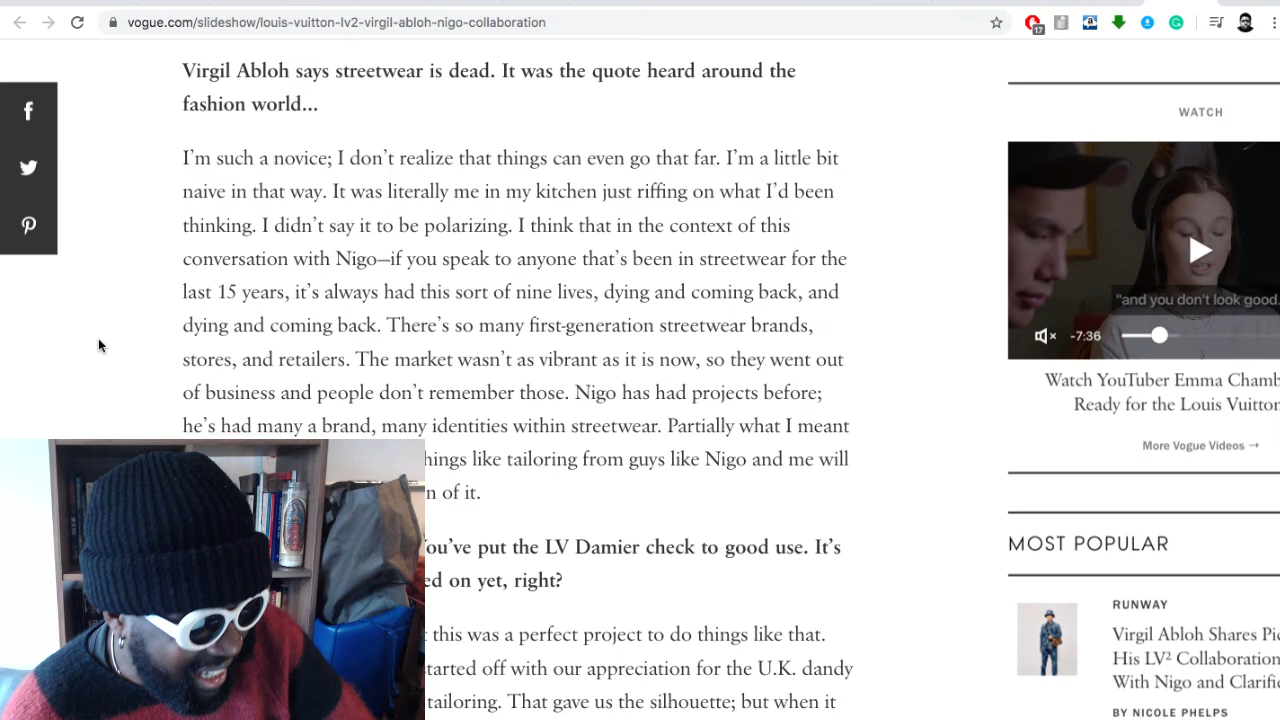 vogue.com/slideshow/louis-vuitton-lv2-virgil-abloh-nigo-collaboration
17
Virgil Abloh says streetwear is dead. It was the quote heard around the
fashion world...
I'm such a novice; I don't realize that things can even go that far. I'm a little bit
naive in that way. It was literally me in my kitchen just riffing on what I'd been
thinking. I didn't say it to be polarizing. I think that in the context of this
conversation with Nigo—if you speak to anyone that's been in streetwear for the
last 15 years, it's always had this sort of nine lives, dying and coming back, and
dying and coming back. There's so many first-generation streetwear brands,
stores, and retailers. The market wasn't as vibrant as it is now, so they went out
of business and people don't remember those. Nigo has had projects before;
he's had many a brand, many identities within streetwear. Partially what I meant
hings like tailoring from guys like Nigo and me will
n of it.
You've put the LV Damier check to good use. It's
ed on yet, right?
t this was a perfect project to do things like that.
started off with our appreciation for the U.K. dandy
tailoring. That gave us the silhouette; but when it
WATCH
"and you don't look good.
-7:36
Watch YouTuber Emma Chamb
Ready for the Louis Vuitton
More Vogue Videos →
MOST POPULAR
RUNWAY
Virgil Abloh Shares Pic
His LV² Collaboration
With Nigo and Clarifie
BY NICOLE PHELPS